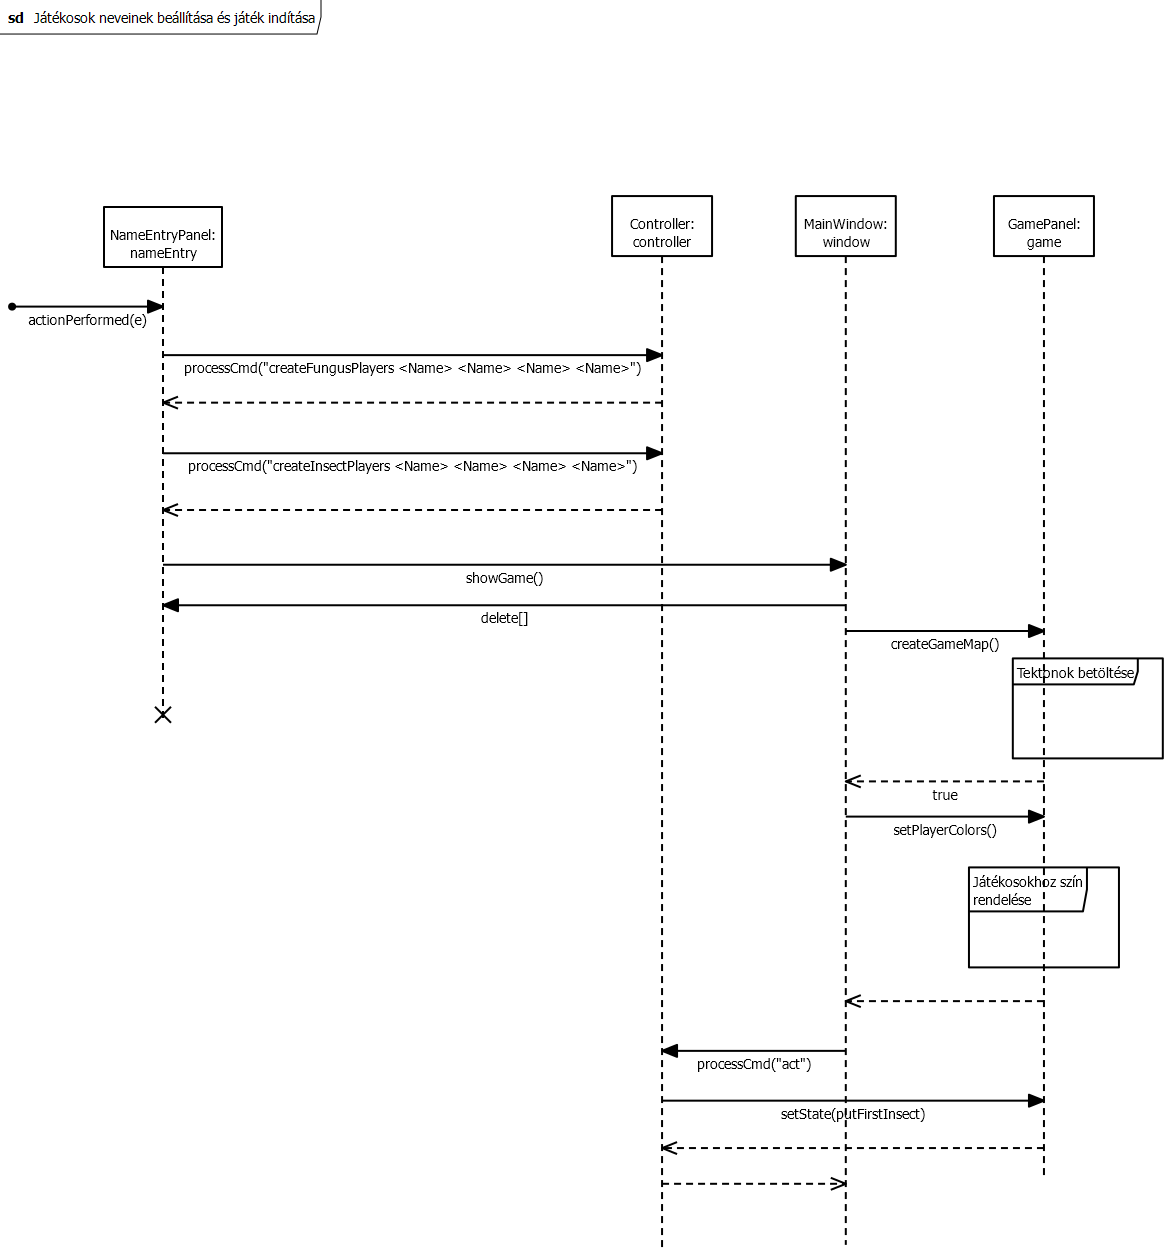 sd Játékosok neveinek beállítása és játék indítása
NameEntryPanel:
nameEntry
Controller:
controller
MainWindow:
window
GamePanel:
game
actionPerformed(e)
processCmd("createFungusPlayers <Name> <Name> <Name> <Name>")
processCmd("createInsectPlayers <Name> <Name> <Name> <Name>")
showGame()
delete[]
createGameMap()
Tektonok betöltése
true
setPlayerColors()
Játékosokhoz szín
rendelése
processCmd("act")
setState(putFirstInsect)